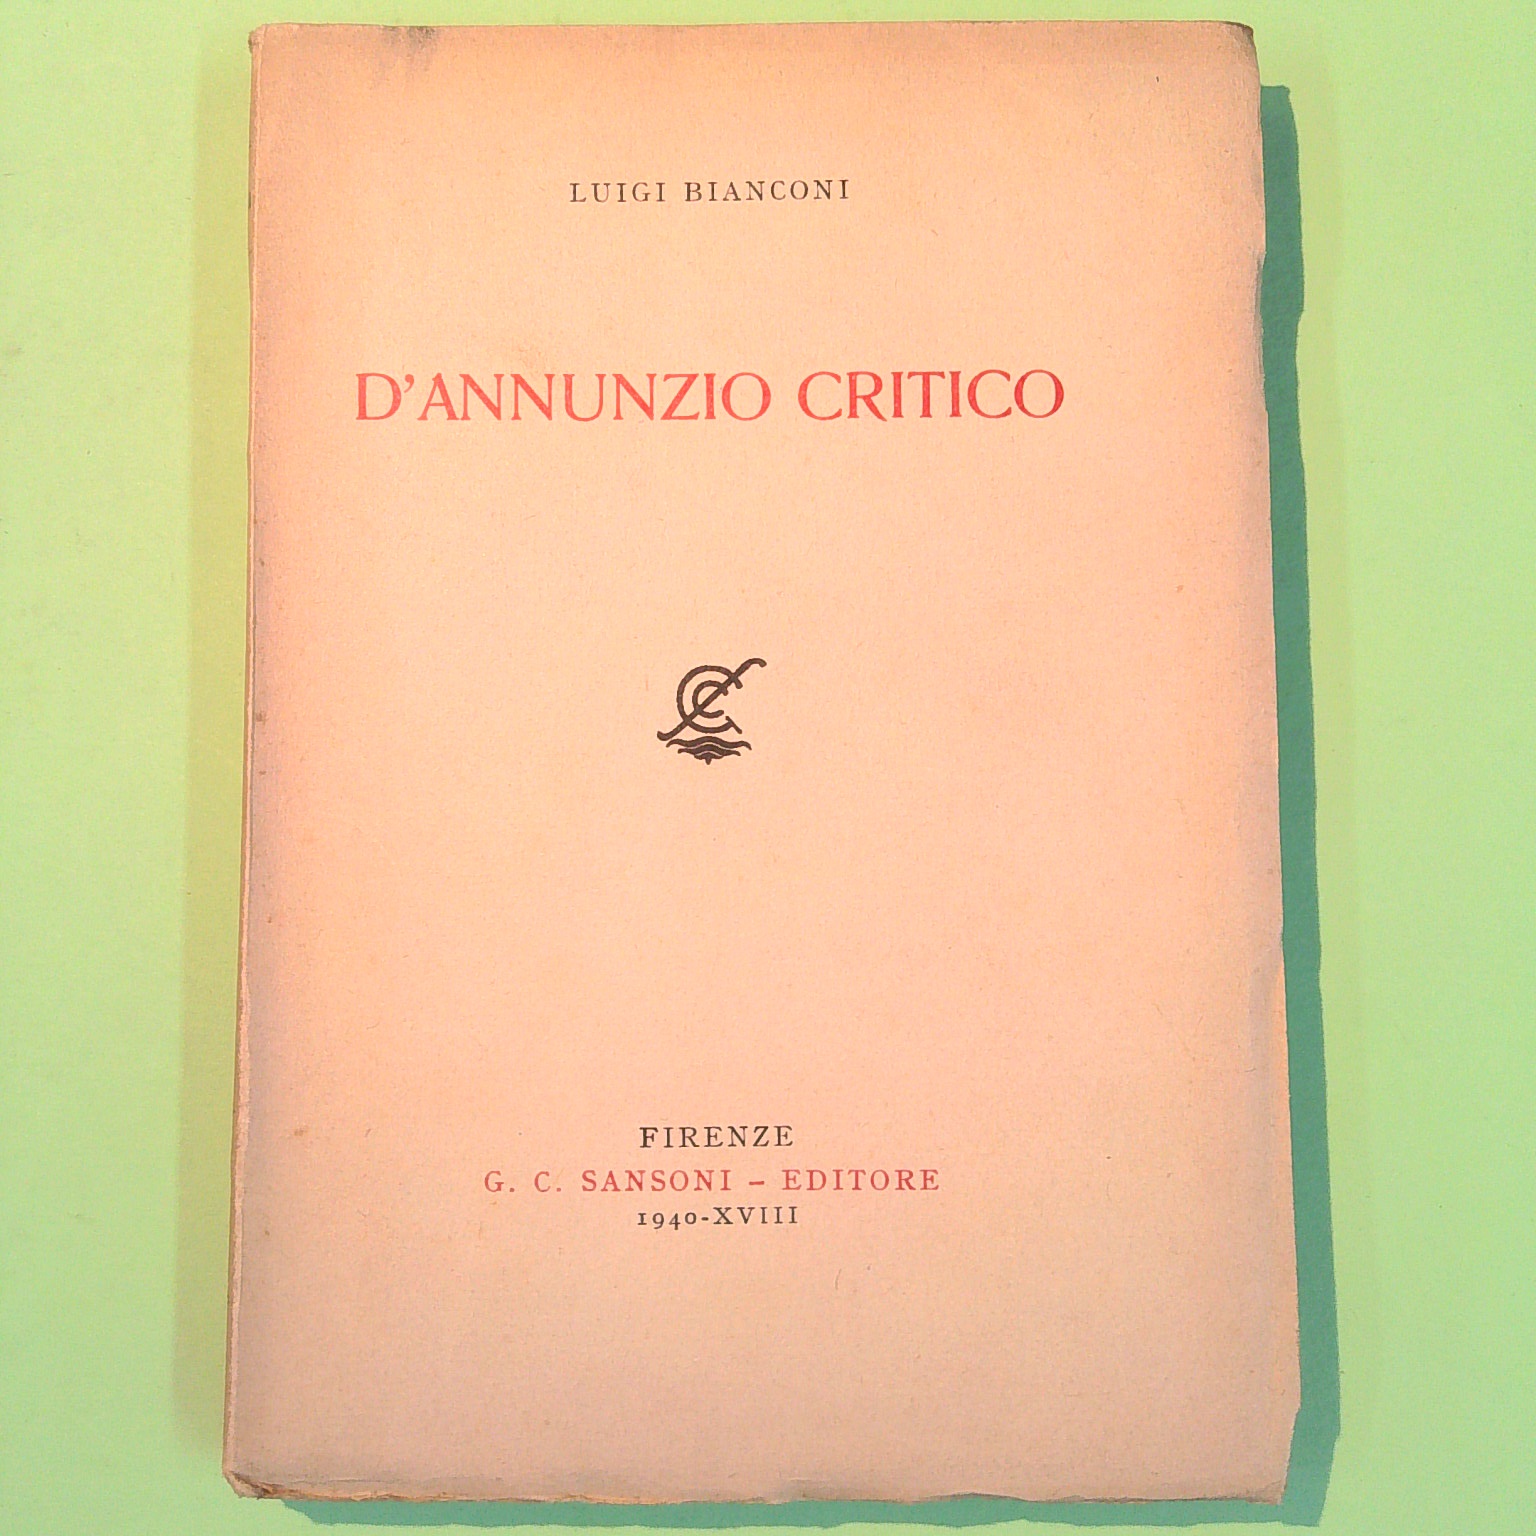 LUIGI BIANCONI
D'ANNUNZIO CRITICO
FIRENZE
G. C. SANSONI – EDITORE
1940-XVIII